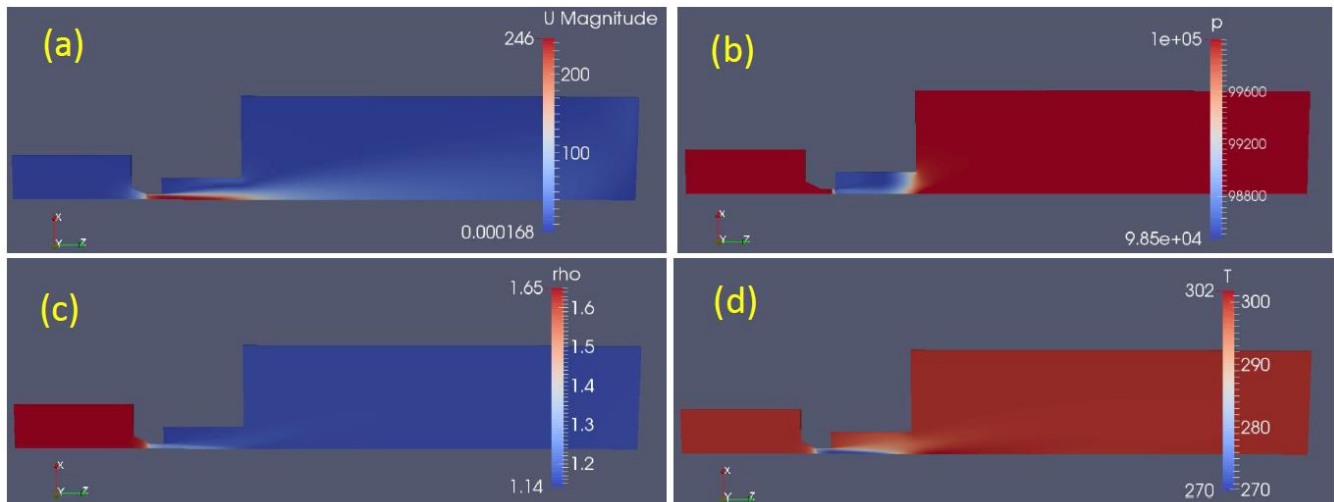 (a)
U Magnitude
246
200
100
0.000168
X
Y Z
(b)
p
1e+05
99600
99200
98800
9.85e+04
X
Y Z
(c)
rho
1.65
1.6
1.5
1.4
1.3
1.2
1.14
X
Y Z
(d)
T
302
300
290
280
270
270
X
Y Z